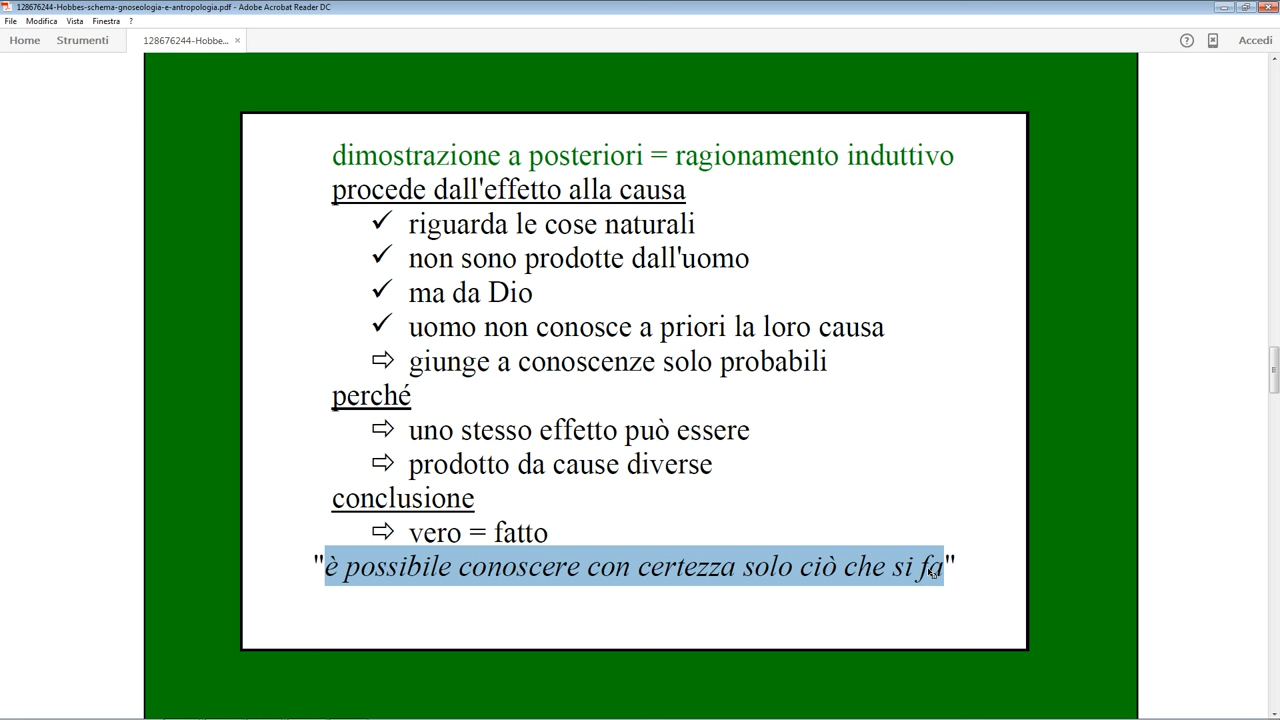 128676244-Hobbes-schema-gnoseologia-e-antropologia.pdf - Adobe Acrobat Reader DC
File Modifica Vista Finestra ?
Home Strumenti 128676244-Hobbe... × ? Accedi
dimostrazione a posteriori = ragionamento induttivo
procede dall'effetto alla causa
✓ riguarda le cose naturali
✓ non sono prodotte dall'uomo
✓ ma da Dio
✓ uomo non conosce a priori la loro causa
⇨ giunge a conoscenze solo probabili
perché
⇨ uno stesso effetto può essere
⇨ prodotto da cause diverse
conclusione
⇨ vero = fatto
"è possibile conoscere con certezza solo ciò che si fa"